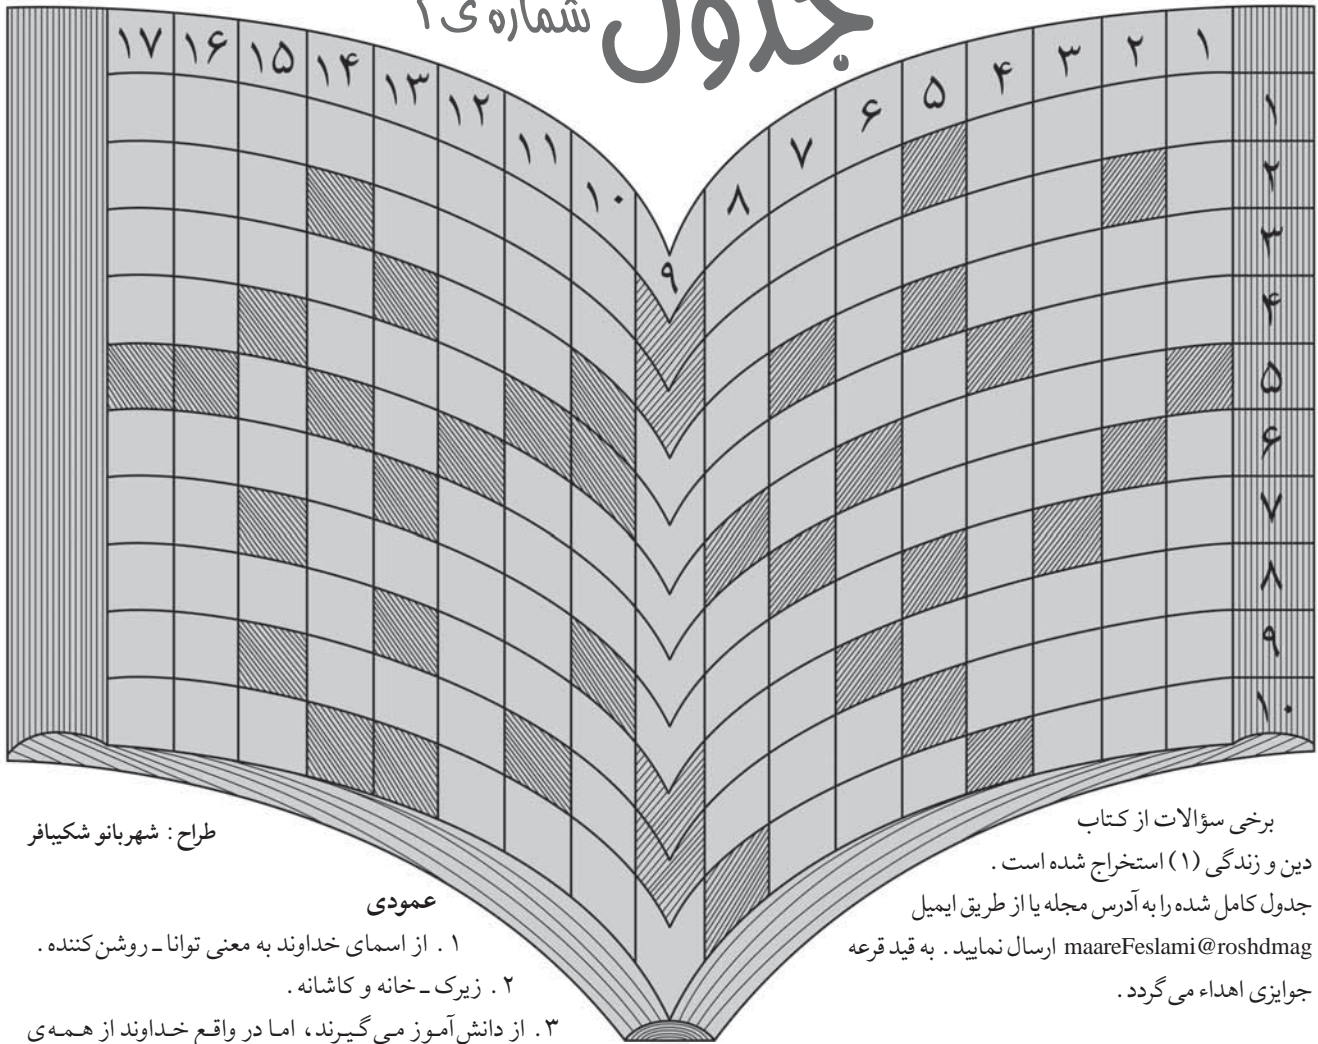 جدول
شماره ی ۱
۱ ۲ ۳ ۴ ۵ ۶ ۷ ۸ ۹ ۱۰ ۱۱ ۱۲ ۱۳ ۱۴ ۱۵ ۱۶ ۱۷
۱
۲
۳
۴
۵
۶
۷
۸
۹
۱۰
برخی سؤالات از کتاب
دین و زندگی (۱) استخراج شده است .
جدول کامل شده را به آدرس مجله یا از طریق ایمیل
maareFeslami@roshdmag ارسال نمایید . به قید قرعه
جوایزی اهداء می گردد .
طراح : شهربانو شکیبافر
عمودی
۱ . از اسمای خداوند به معنی توانا ـ روشن کننده .
۲ . زیرک ـ خانه و کاشانه .
۳ . از دانش آموز می گیرند، اما در واقع خداوند از همه ی